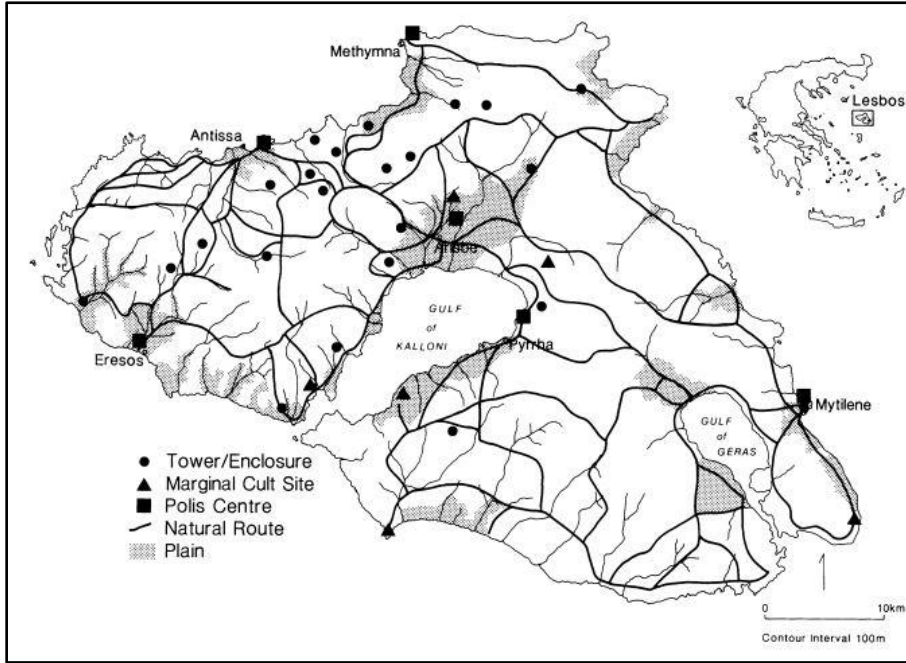 Methymna
Lesbos
Antissa
Arisbe
GULF
of
KALLONI
Pyrrha
Eresos
Mytilene
GULF
of
GERAS
Tower/Enclosure
Marginal Cult Site
Polis Centre
Natural Route
Plain
0 10km
Contour Interval 100m